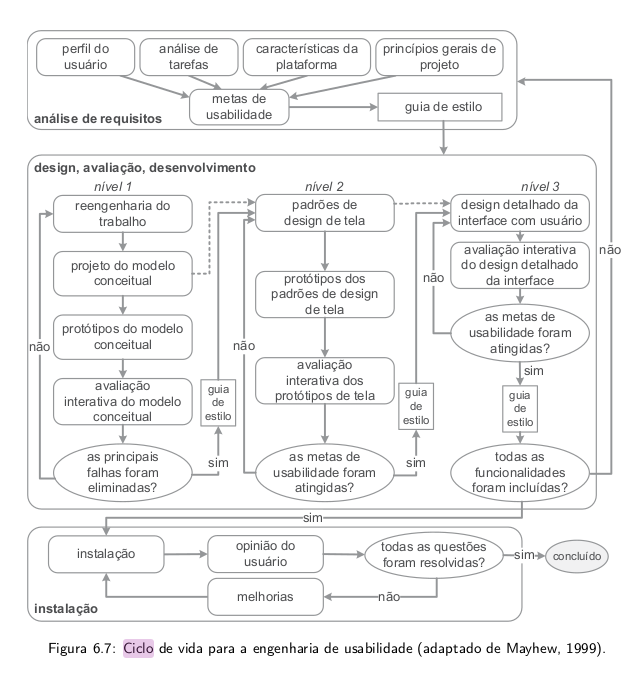 perfil do
usuário
análise de
tarefas
características da
plataforma
princípios gerais de
projeto
metas de
usabilidade
guia de estilo
análise de requisitos
design, avaliação, desenvolvimento
nível 1
nível 2
nível 3
reengenharia do
trabalho
projeto do modelo
conceitual
protótipos do modelo
conceitual
não
avaliação
interativa do modelo
conceitual
as principais
falhas foram
eliminadas?
sim
guia
de
estilo
padrões de
design de tela
protótipos dos
padrões de design
de tela
não
avaliação
interativa dos
protótipos de tela
as metas de
usabilidade foram
atingidas?
sim
guia
de
estilo
design detalhado da
interface com usuário
avaliação interativa
do design detalhado
da interface
não
as metas de
usabilidade foram
atingidas?
sim
guia
de
estilo
todas as
funcionalidades
foram incluídas?
não
sim
instalação
opinião do
usuário
todas as questões
foram resolvidas?
sim
concluído
melhorias
não
instalação
Figura 6.7: Ciclo de vida para a engenharia de usabilidade (adaptado de Mayhew, 1999).